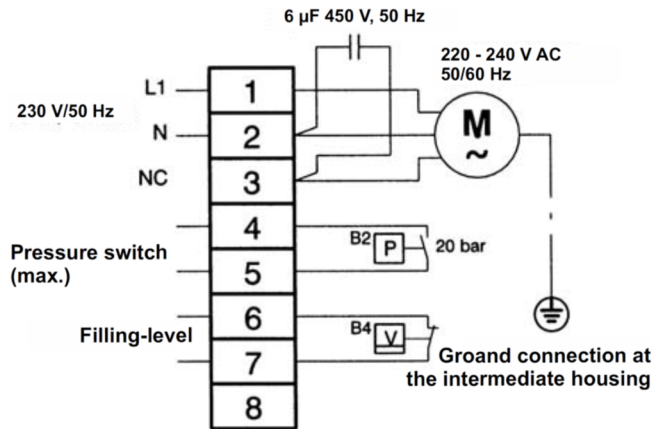 6 µF 450 V, 50 Hz
220 - 240 V AC
50/60 Hz
L1
1
230 V/50 Hz
N
2
M
~
NC
3
4
B2
P
20 bar
Pressure switch
(max.)
5
6
Filling-level
B4
V
7
Groand connection at
the intermediate housing
8